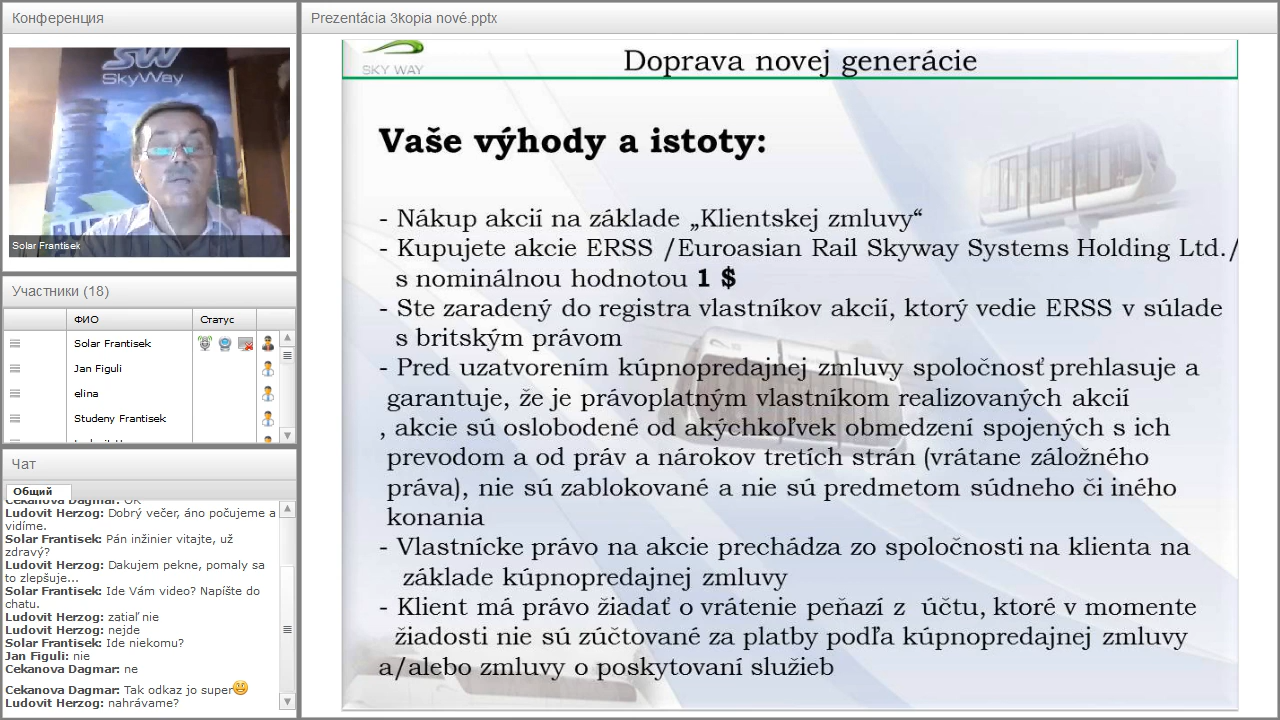 Конференция
SW
SkyWay
Solar Frantisek
Участники (18)
ФИО
Статус
Solar Frantisek
Jan Figuli
elina
Studeny Frantisek
Чат
Общий
Cekanova Dagmar: OK
Ludovit Herzog: Dobrý večer, áno počujeme a
vidíme.
Solar Frantisek: Pán inžinier vitajte, už
zdravý?
Ludovit Herzog: Dakujem pekne, pomaly sa
to zlepšuje...
Solar Frantisek: Ide Vám video? Napíšte do
chatu.
Ludovit Herzog: zatiaľ nie
Ludovit Herzog: nejde
Solar Frantisek: Ide niekomu?
Jan Figuli: nie
Cekanova Dagmar: ne
Cekanova Dagmar: Tak odkaz jo super
Ludovit Herzog: nahrávame?
Prezentácia 3kopia nové.pptx
SKY WAY
Doprava novej generácie
Vaše výhody a istoty:
- Nákup akcií na základe „Klientskej zmluvy“
- Kupujete akcie ERSS /Euroasian Rail Skyway Systems Holding Ltd./
s nominálnou hodnotou 1 $
- Ste zaradený do registra vlastníkov akcií, ktorý vedie ERSS v súlade
s britským právom
- Pred uzatvorením kúpnopredajnej zmluvy spoločnosť prehlasuje a
garantuje, že je právoplatným vlastníkom realizovaných akcií
, akcie sú oslobodené od akýchkoľvek obmedzení spojených s ich
prevodom a od práv a nárokov tretích strán (vrátane záložného
práva), nie sú zablokované a nie sú predmetom súdneho či iného
konania
- Vlastnícke právo na akcie prechádza zo spoločnosti na klienta na
základe kúpnopredajnej zmluvy
- Klient má právo žiadať o vrátenie peňazí z účtu, ktoré v momente
žiadosti nie sú zúčtované za platby podľa kúpnopredajnej zmluvy
a/alebo zmluvy o poskytovaní služieb